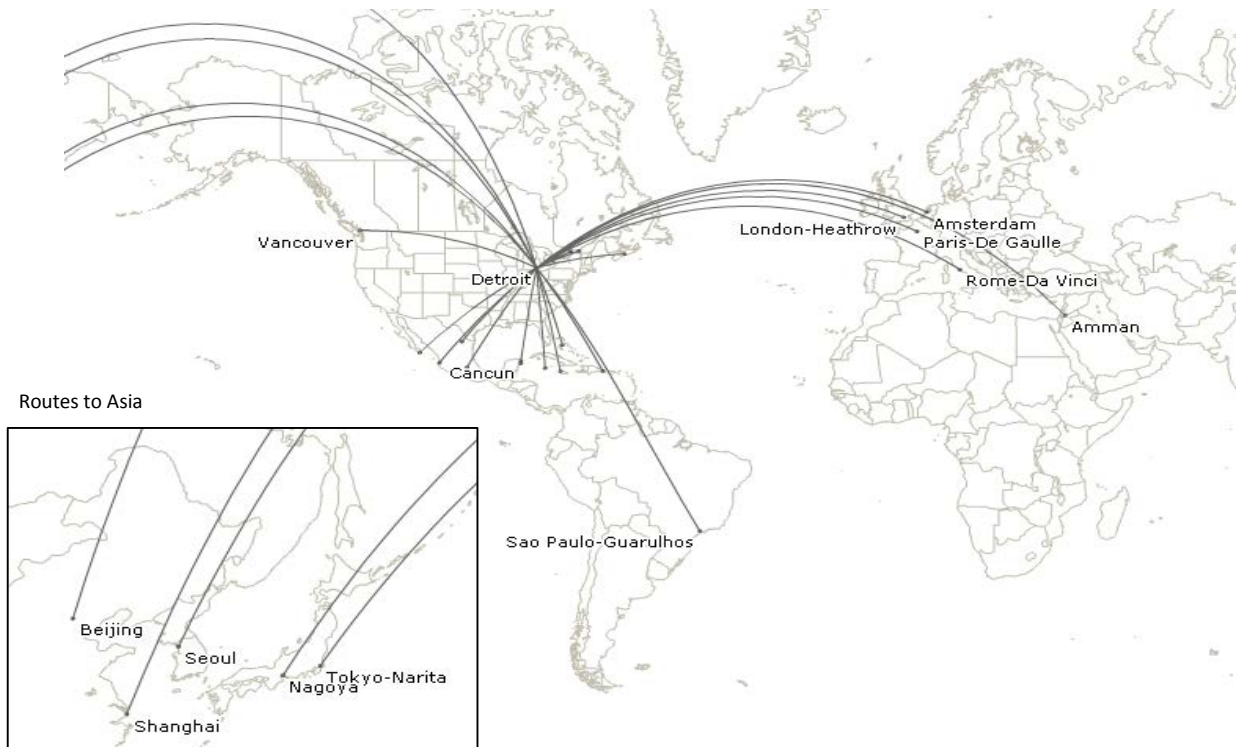 Vancouver
London-Heathrow
Amsterdam
Paris-De Gaulle
Detroit
Rome-Da Vinci
Amman
Cancun
Routes to Asia
Sao Paulo-Guarulhos
Beijing
Seoul
Tokyo-Narita
Nagoya
Shanghai